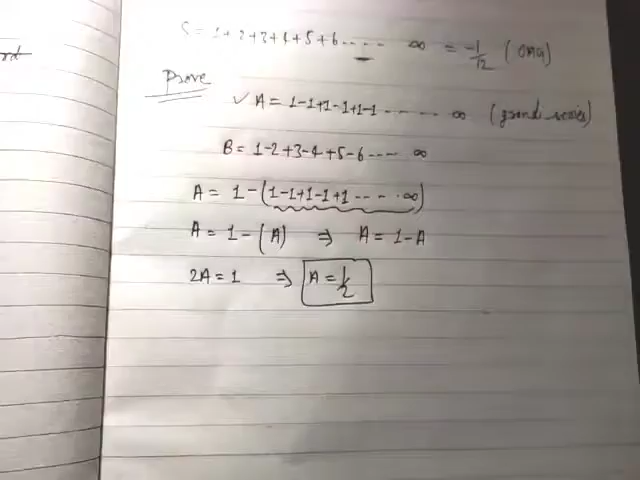 S = 1+2+3+4+5+6 ..... ∞ = -1/12 (OMG)
Prove
✓ A = 1-1+1-1+1-1 ........ ∞ (grandi series)
B = 1-2+3-4+5-6 ---- ∞
A = 1-(1-1+1-1+1 ---- ∞)
A = 1-(A) ⇒ A = 1-A
2A = 1 ⇒ A = 1/2